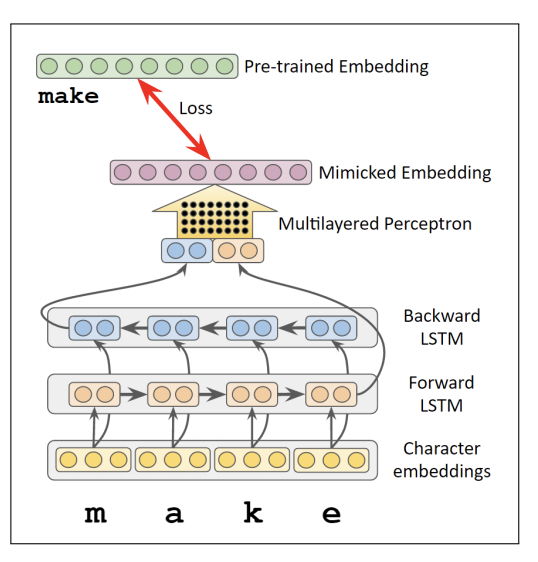 Pre-trained Embedding
make
Loss
Mimicked Embedding
Multilayered Perceptron
Backward
LSTM
Forward
LSTM
Character
embeddings
m a k e